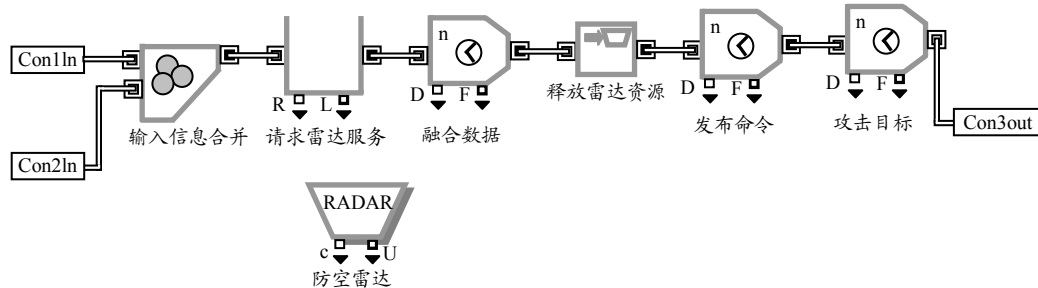 Con1In
Con2In
输入信息合并
R
L
请求雷达服务
n
D
F
融合数据
释放雷达资源
n
D
F
发布命令
n
D
F
攻击目标
Con3out
RADAR
c
U
防空雷达